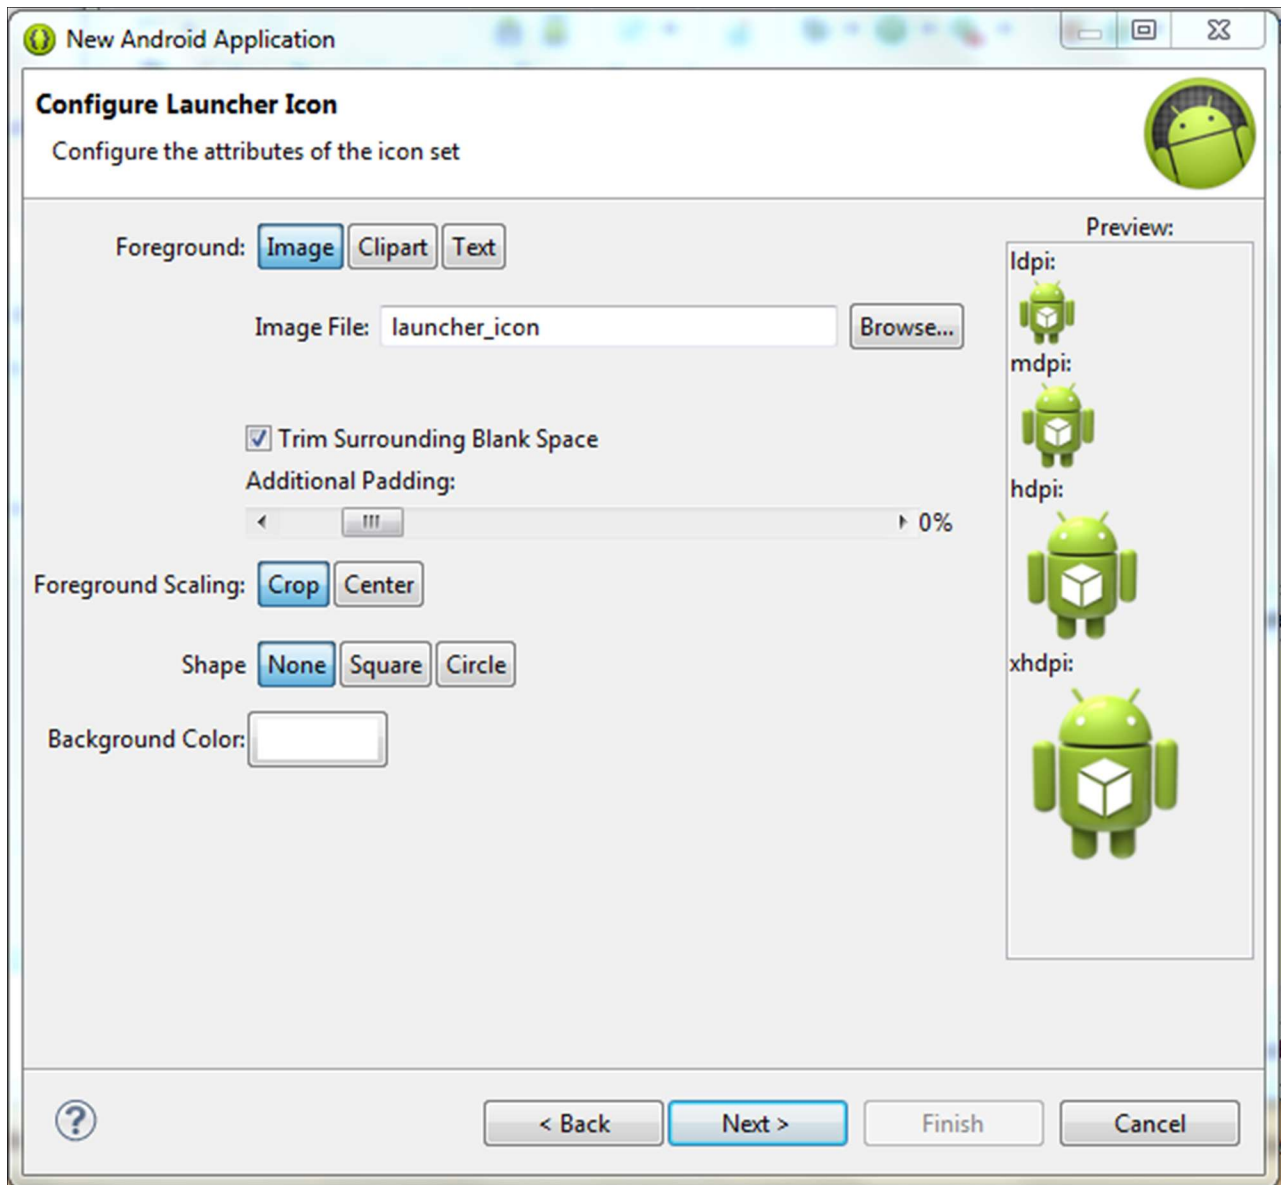 New Android Application
Configure Launcher Icon
Configure the attributes of the icon set
Foreground: Image Clipart Text
Image File: launcher_icon Browse...
Trim Surrounding Blank Space
Additional Padding:
0%
Foreground Scaling: Crop Center
Shape None Square Circle
Background Color:
Preview:
ldpi:
mdpi:
hdpi:
xhdpi:
? < Back Next > Finish Cancel